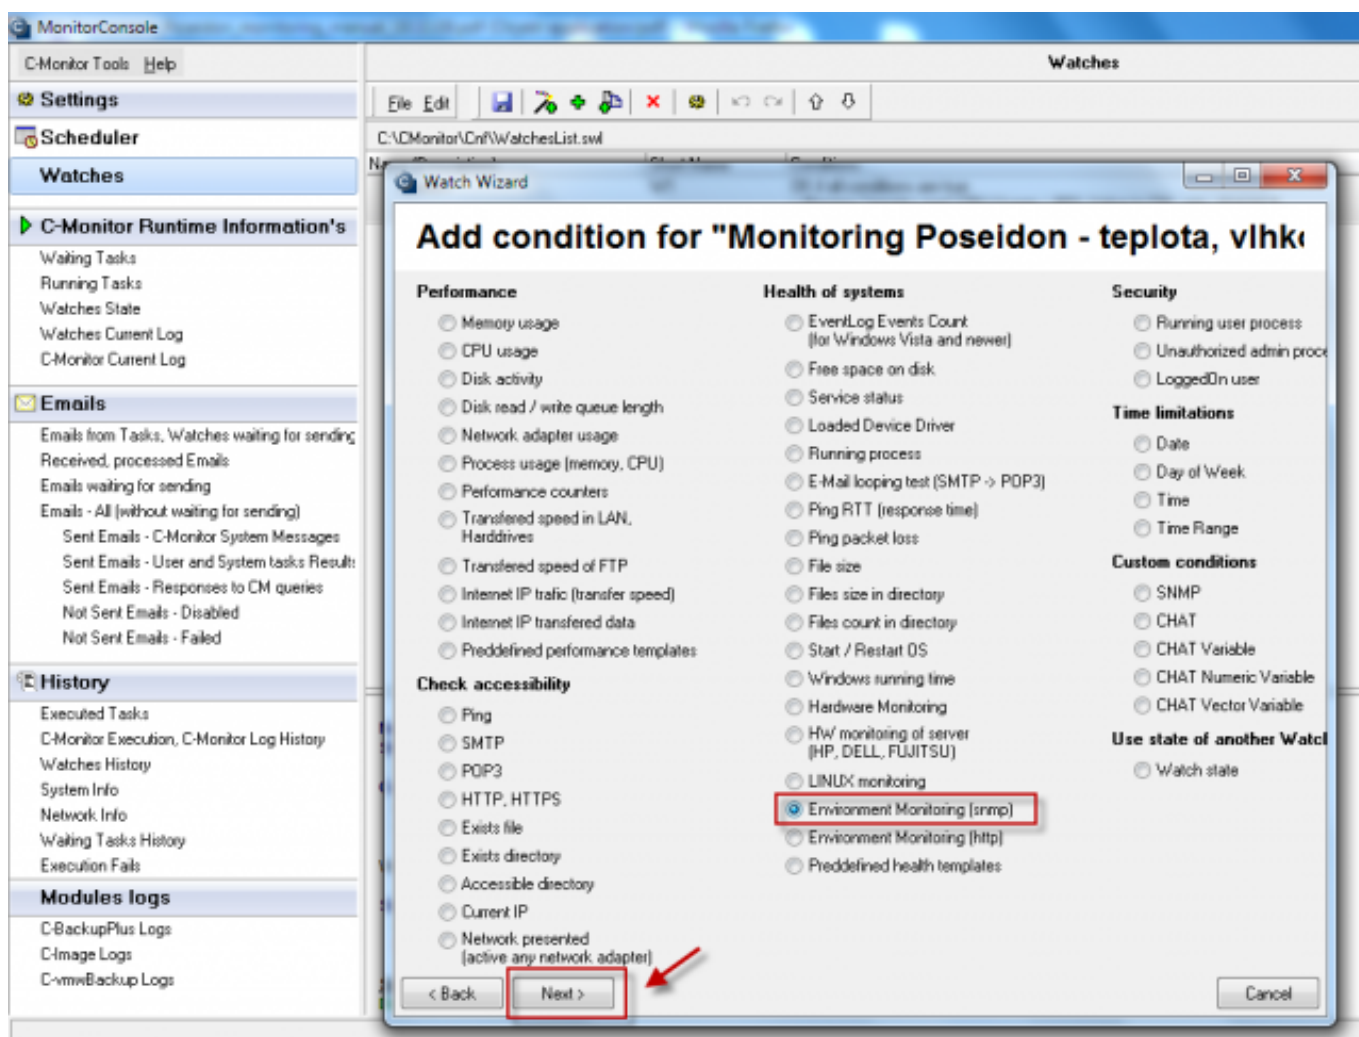 MonitorConsole
C-Monitor Tools Help
Watches
Settings
File Edit
Scheduler
C:\CMonitor\Cnf\WatchesList.swl
Watches
Watch Wizard
Add condition for "Monitoring Poseidon - teplota, vlhk
C-Monitor Runtime Information's
Waiting Tasks
Running Tasks
Watches State
Watches Current Log
C-Monitor Current Log
Emails
Emails from Tasks, Watches waiting for sending
Received, processed Emails
Emails waiting for sending
Emails - All (without waiting for sending)
Sent Emails - C-Monitor System Messages
Sent Emails - User and System tasks Results
Sent Emails - Responses to CM queries
Not Sent Emails - Disabled
Not Sent Emails - Failed
History
Executed Tasks
C-Monitor Execution, C-Monitor Log History
Watches History
System Info
Network Info
Waiting Tasks History
Execution Fails
Modules logs
C-BackupPlus Logs
C-Image Logs
C-vmwBackup Logs
Performance
Memory usage
CPU usage
Disk activity
Disk read / write queue length
Network adapter usage
Process usage (memory, CPU)
Performance counters
Transfered speed in LAN,
Harddrives
Transfered speed of FTP
Internet IP trafic (transfer speed)
Internet IP transfered data
Preddefined performance templates
Check accessibility
Ping
SMTP
POP3
HTTP, HTTPS
Exists file
Exists directory
Accessible directory
Current IP
Network presented
(active any network adapter)
Health of systems
EventLog Events Count
(for Windows Vista and newer)
Free space on disk
Service status
Loaded Device Driver
Running process
E-Mail looping test (SMTP -> POP3)
Ping RTT (response time)
Ping packet loss
File size
Files size in directory
Files count in directory
Start / Restart OS
Windows running time
Hardware Monitoring
HW monitoring of server
(HP, DELL, FUJITSU)
LINUX monitoring
Environment Monitoring (snmp)
Environment Monitoring (http)
Preddefined health templates
Security
Running user process
Unauthorized admin proce
LoggedOn user
Time limitations
Date
Day of Week
Time
Time Range
Custom conditions
SNMP
CHAT
CHAT Variable
CHAT Numeric Variable
CHAT Vector Variable
Use state of another Watcl
Watch state
< Back
Next >
Cancel